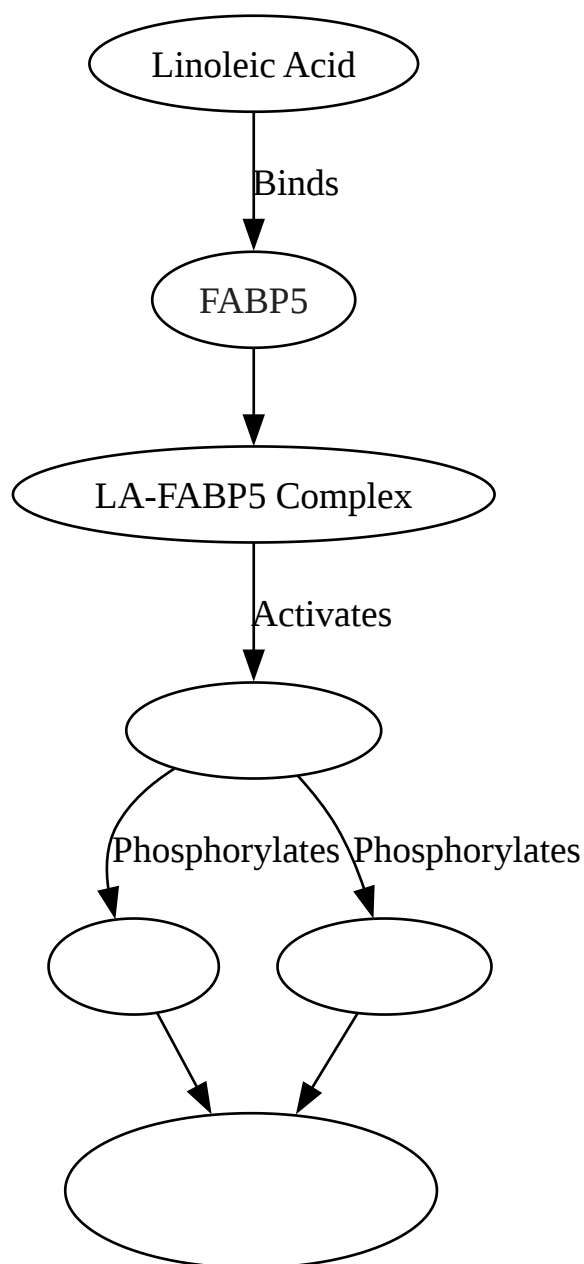 Linoleic Acid
Binds
FABP5
LA-FABP5 Complex
Activates
Phosphorylates
Phosphorylates